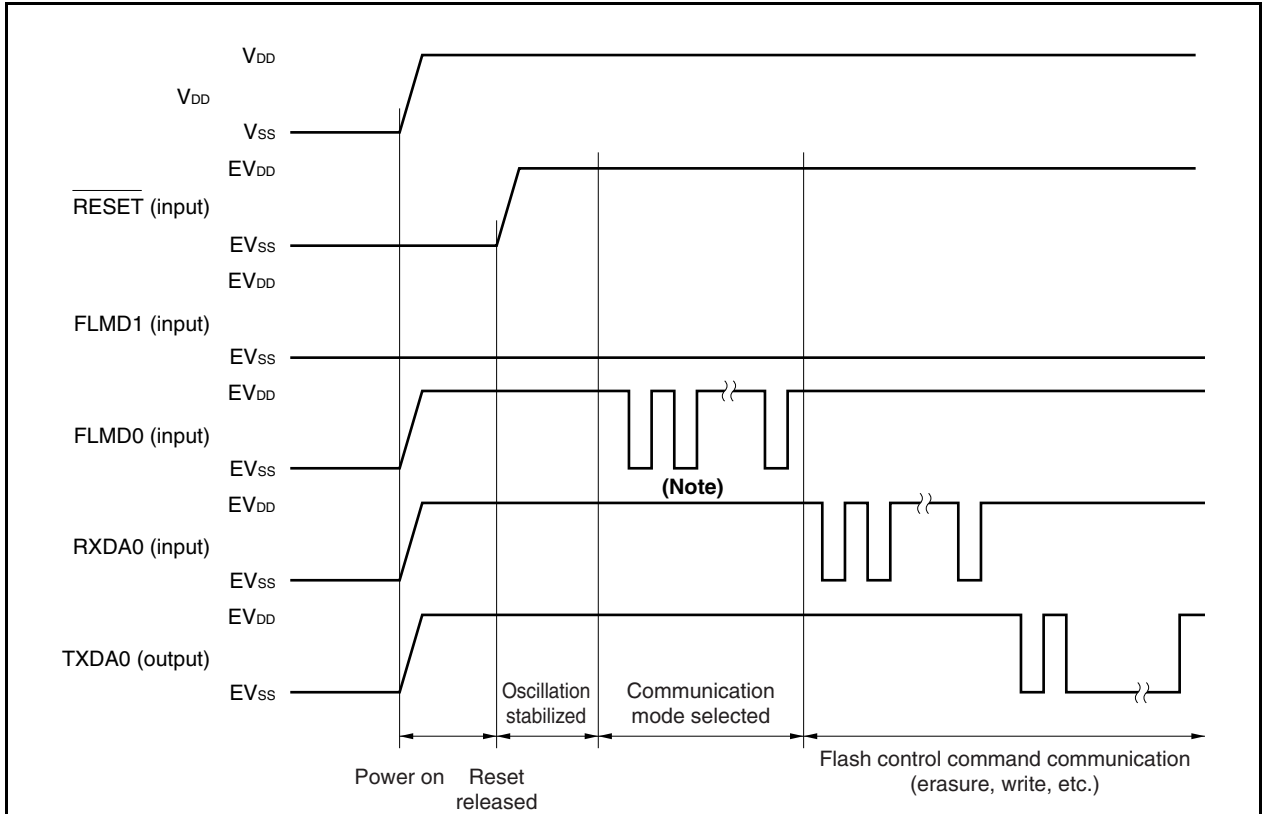 VDD
VDD
VSS
EVDD
RESET (input)
EVSS
EVDD
FLMD1 (input)
EVSS
EVDD
FLMD0 (input)
EVSS
(Note)
EVDD
RXDA0 (input)
EVSS
EVDD
TXDA0 (output)
EVSS
Oscillation
stabilized
Communication
mode selected
Power on
Reset
released
Flash control command communication
(erasure, write, etc.)